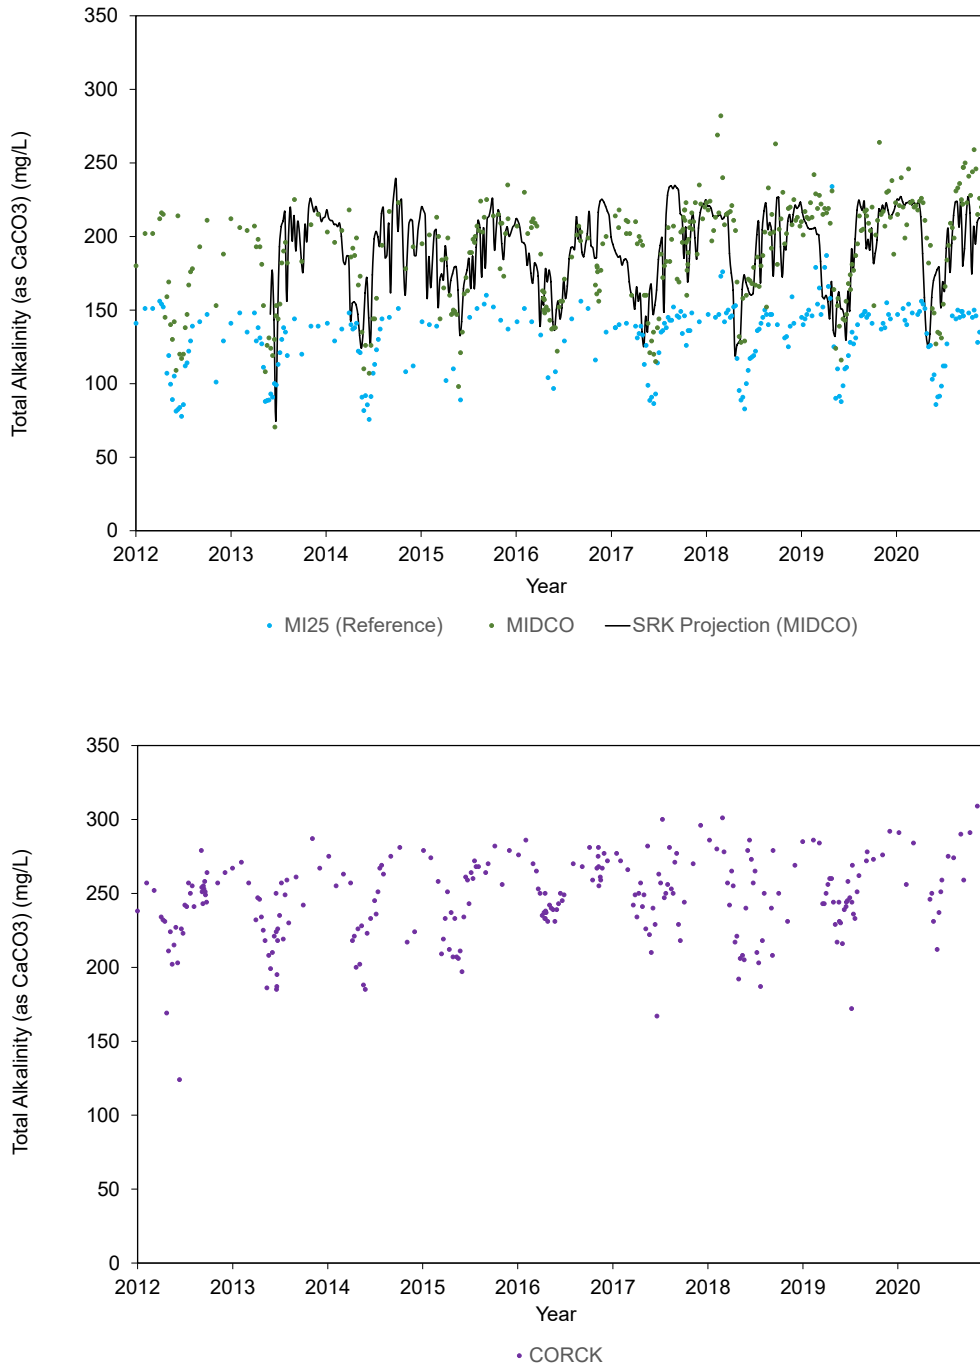 350
300
250
200
150
100
50
0
Total Alkalinity (as CaCO3) (mg/L)
2012 2013 2014 2015 2016 2017 2018 2019 2020
Year
MI25 (Reference) MIDCO SRK Projection (MIDCO)
350
300
250
200
150
100
50
0
Total Alkalinity (as CaCO3) (mg/L)
2012 2013 2014 2015 2016 2017 2018 2019 2020
Year
CORCK